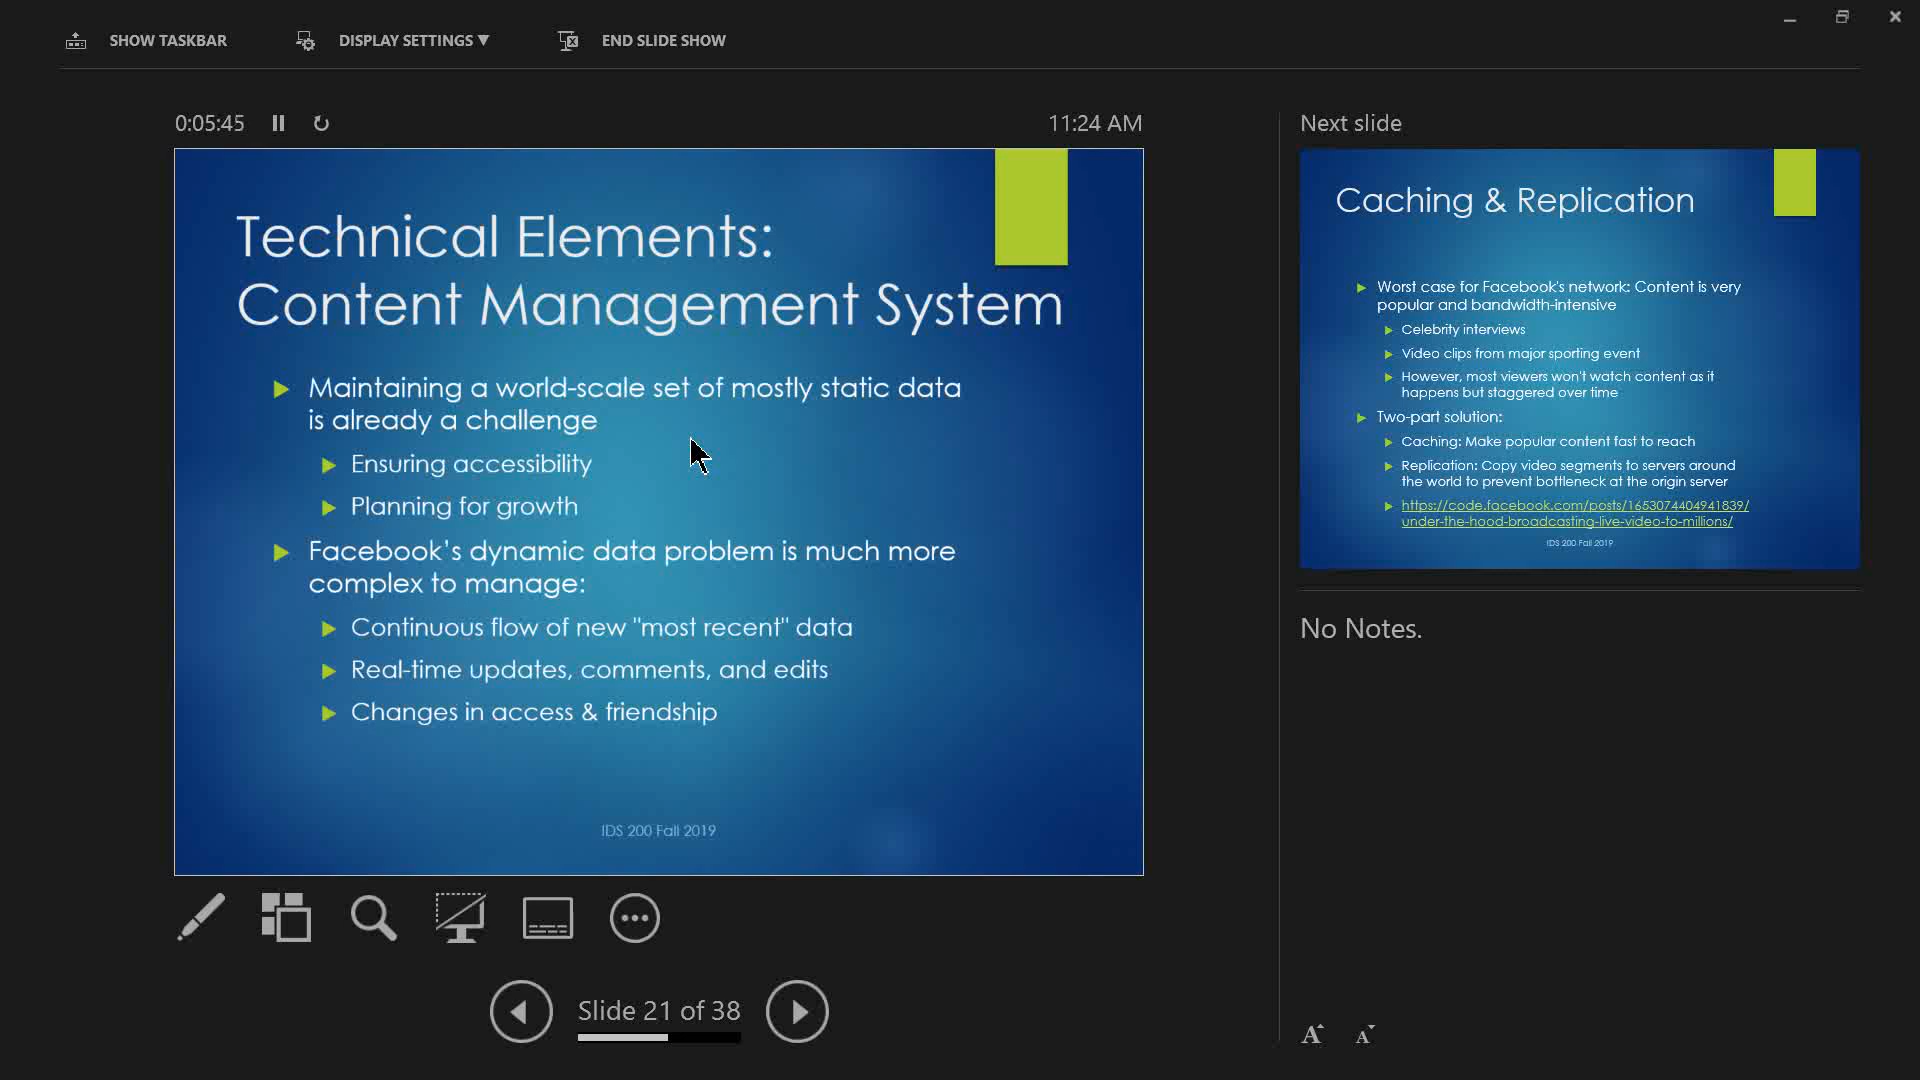 SHOW TASKBAR
DISPLAY SETTINGS ▼
END SLIDE SHOW
0:05:45
11:24 AM
Technical Elements:
Content Management System
Maintaining a world-scale set of mostly static data
is already a challenge
Ensuring accessibility
Planning for growth
Facebook's dynamic data problem is much more
complex to manage:
Continuous flow of new "most recent" data
Real-time updates, comments, and edits
Changes in access & friendship
IDS 200 Fall 2019
Slide 21 of 38
Next slide
Caching & Replication
Worst case for Facebook's network: Content is very
popular and bandwidth-intensive
Celebrity interviews
Video clips from major sporting event
However, most viewers won't watch content as it
happens but staggered over time
Two-part solution:
Caching: Make popular content fast to reach
Replication: Copy video segments to servers around
the world to prevent bottleneck at the origin server
https://code.facebook.com/posts/1653074404941839/
under-the-hood-broadcasting-live-video-to-millions/
IDS 200 Fall 2019
No Notes.
A A